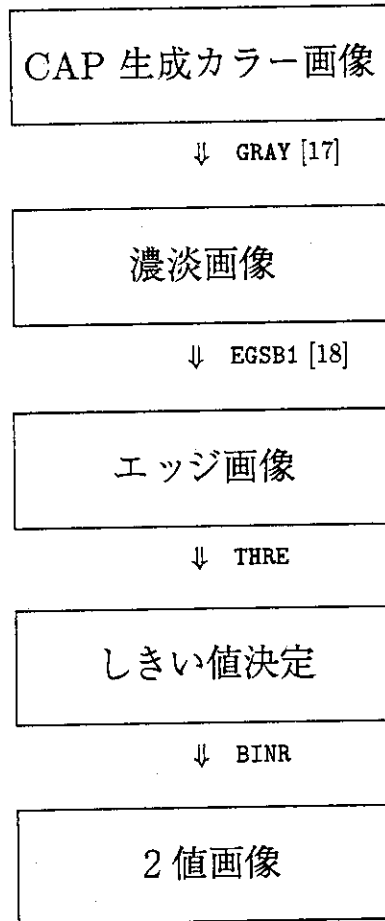 CAP 生成カラー画像
⇓ GRAY [17]
濃淡画像
⇓ EGSB1 [18]
エッジ画像
⇓ THRE
しきい値決定
⇓ BINR
2 値画像